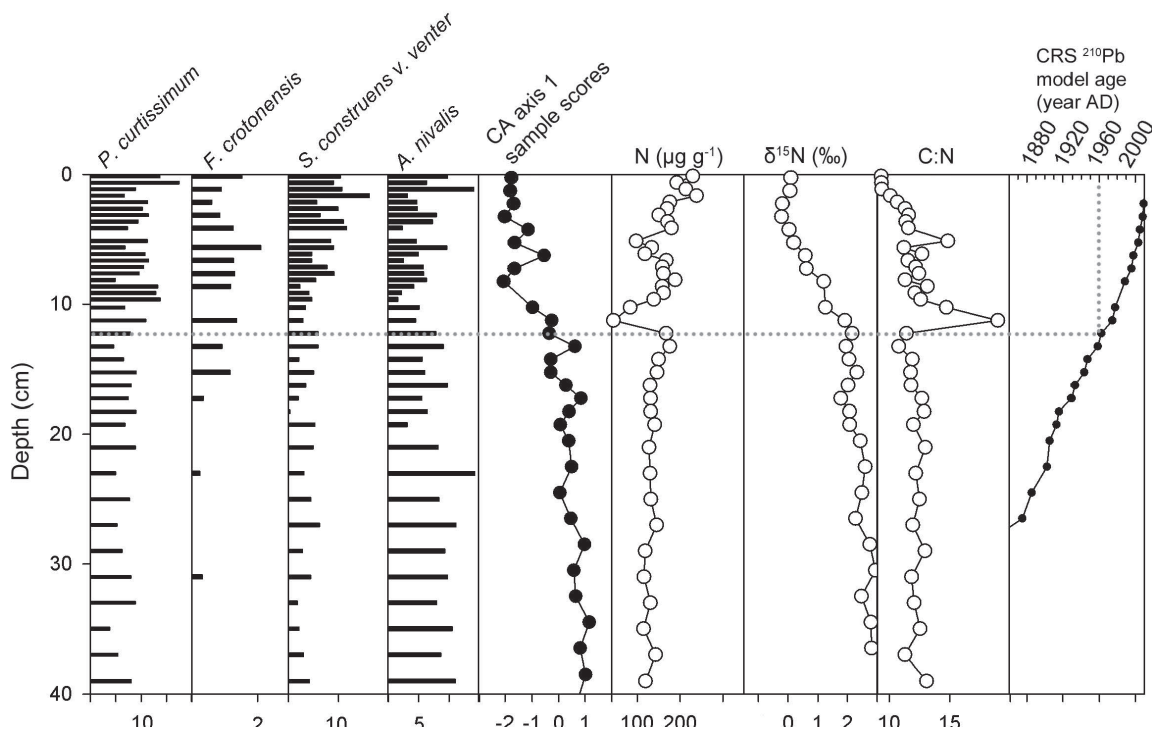 P. curtissimum
F. crotonensis
S. construens v. venter
A. nivalis
CA axis 1
sample scores
N (µg g⁻¹)
δ¹⁵N (‰)
C:N
CRS ²¹⁰Pb
model age
(year AD)
1880
1920
1960
2000
0
10
20
30
40
Depth (cm)
10
2
10
5
-2 -1 0 1
100 200
0 1 2
10 15